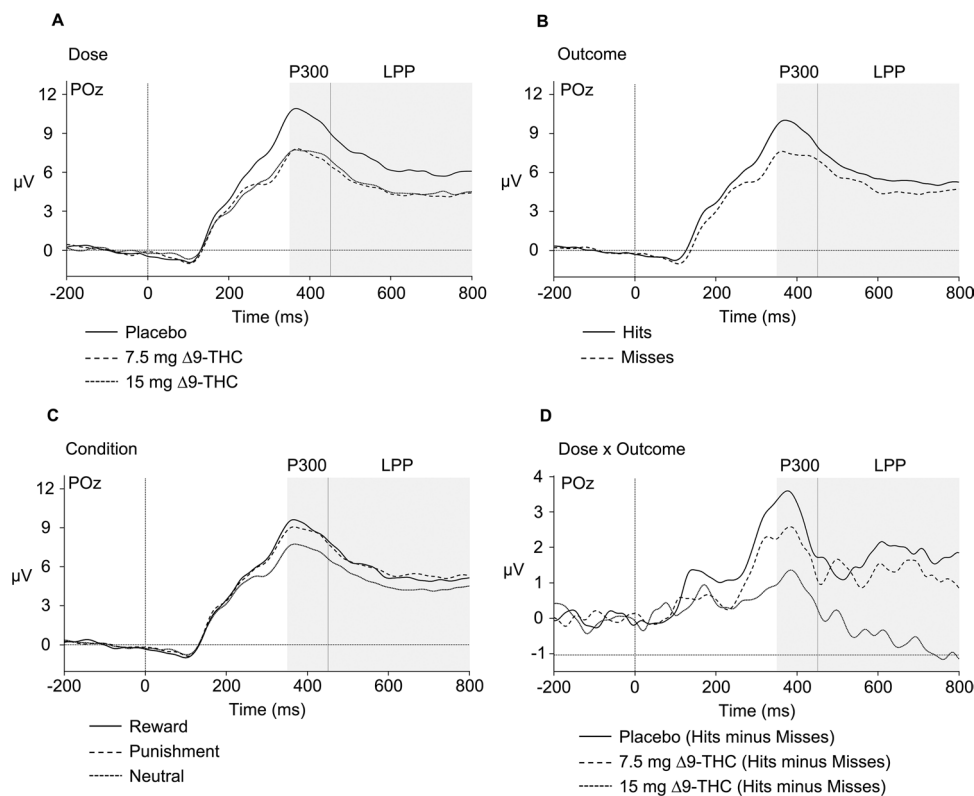 A
Dose
P300 LPP
POz
12
9
6
3
0
µV
-200 0 200 400 600 800
Time (ms)
Placebo
7.5 mg Δ9-THC
15 mg Δ9-THC
B
Outcome
P300 LPP
POz
12
9
6
3
0
µV
-200 0 200 400 600 800
Time (ms)
Hits
Misses
C
Condition
P300 LPP
POz
12
9
6
3
0
µV
-200 0 200 400 600 800
Time (ms)
Reward
Punishment
Neutral
D
Dose x Outcome
P300 LPP
POz
4
3
2
1
0
-1
µV
-200 0 200 400 600 800
Time (ms)
Placebo (Hits minus Misses)
7.5 mg Δ9-THC (Hits minus Misses)
15 mg Δ9-THC (Hits minus Misses)